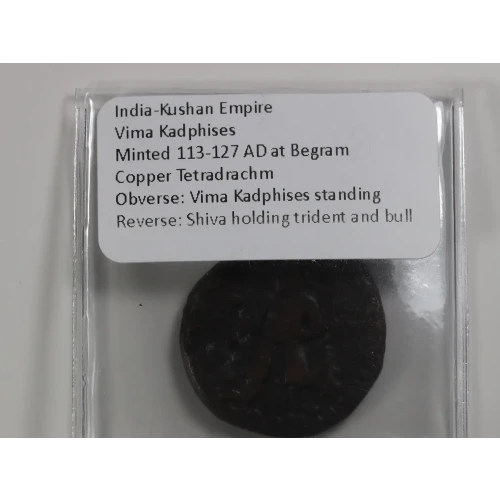 India-Kushan Empire
Vima Kadphises
Minted 113-127 AD at Begram
Copper Tetradrachm
Obverse: Vima Kadphises standing
Reverse: Shiva holding trident and bull